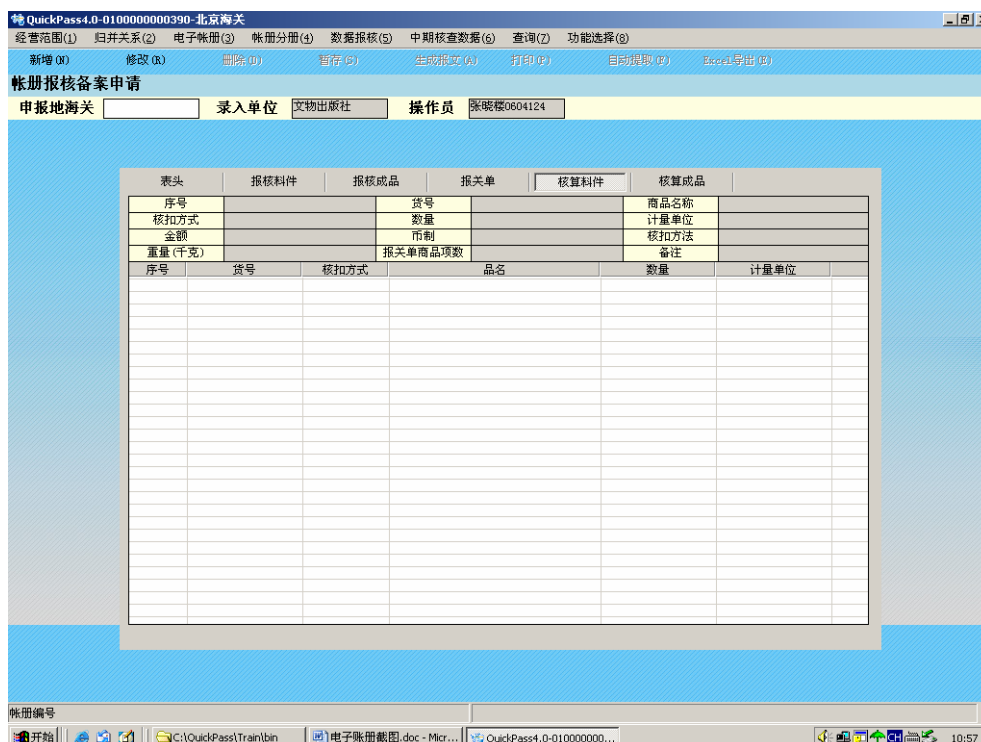 QuickPass4.0-0100000000390-北京海关
经营范围(1) 归并关系(2) 电子帐册(3) 帐册分册(4) 数据报核(5) 中期核查数据(6) 查询(7) 功能选择(8)
新增(N) 修改(R) 删除(D) 暂存(S) 生成报文(A) 打印(P) 自动提取(F) Excel导出(E)
帐册报核备案申请
申报地海关 录入单位 文物出版社 操作员 张晓楼0604124
表头 报核料件 报核成品 报关单 核算料件 核算成品
序号 货号 商品名称
核扣方式 数量 计量单位
金额 币制 核扣方法
重量(千克) 报关单商品项数 备注
序号 货号 核扣方式 品名 数量 计量单位
帐册编号
开始 C:\QuickPass\Train\bin 电子账册截图.doc - Micr... QuickPass4.0-010000000... CH 10:57